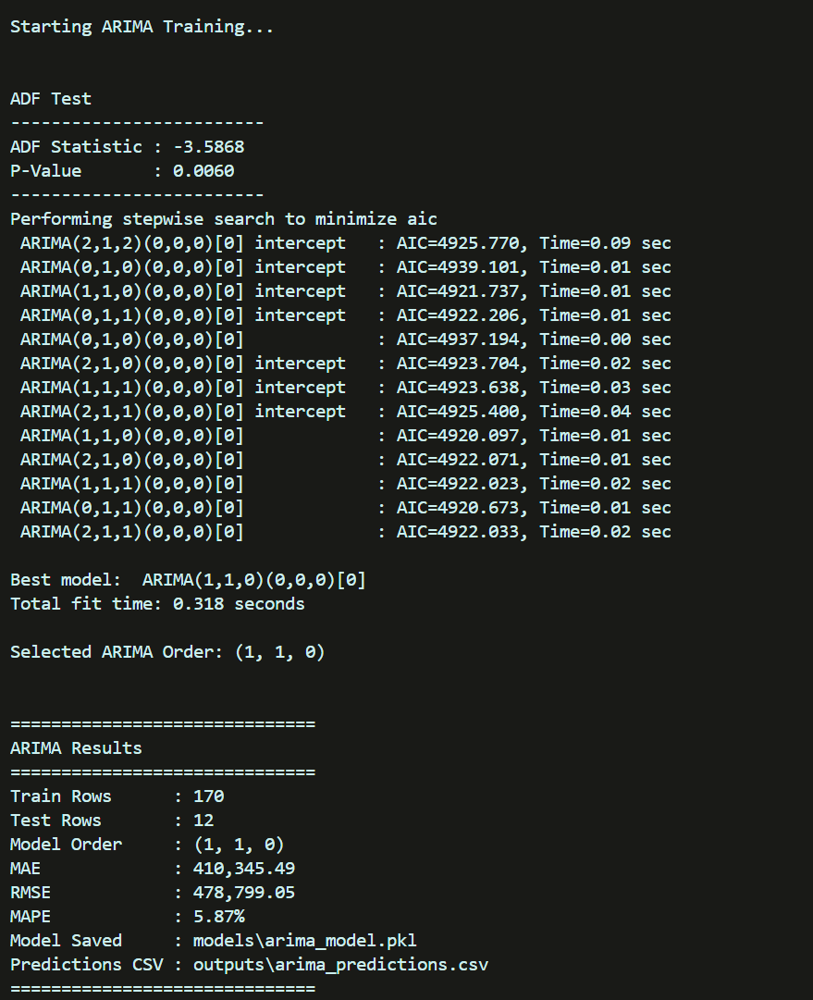 Starting ARIMA Training...
ADF Test
-------------------------
ADF Statistic : -3.5868
P-Value       : 0.0060
-------------------------
Performing stepwise search to minimize aic
 ARIMA(2,1,2)(0,0,0)[0] intercept   : AIC=4925.770, Time=0.09 sec
 ARIMA(0,1,0)(0,0,0)[0] intercept   : AIC=4939.101, Time=0.01 sec
 ARIMA(1,1,0)(0,0,0)[0] intercept   : AIC=4921.737, Time=0.01 sec
 ARIMA(0,1,1)(0,0,0)[0] intercept   : AIC=4922.206, Time=0.01 sec
 ARIMA(0,1,0)(0,0,0)[0]             : AIC=4937.194, Time=0.00 sec
 ARIMA(2,1,0)(0,0,0)[0] intercept   : AIC=4923.704, Time=0.02 sec
 ARIMA(1,1,1)(0,0,0)[0] intercept   : AIC=4923.638, Time=0.03 sec
 ARIMA(2,1,1)(0,0,0)[0] intercept   : AIC=4925.400, Time=0.04 sec
 ARIMA(1,1,0)(0,0,0)[0]             : AIC=4920.097, Time=0.01 sec
 ARIMA(2,1,0)(0,0,0)[0]             : AIC=4922.071, Time=0.01 sec
 ARIMA(1,1,1)(0,0,0)[0]             : AIC=4922.023, Time=0.02 sec
 ARIMA(0,1,1)(0,0,0)[0]             : AIC=4920.673, Time=0.01 sec
 ARIMA(2,1,1)(0,0,0)[0]             : AIC=4922.033, Time=0.02 sec
Best model:  ARIMA(1,1,0)(0,0,0)[0]
Total fit time: 0.318 seconds
Selected ARIMA Order: (1, 1, 0)
==============================
ARIMA Results
==============================
Train Rows      : 170
Test Rows       : 12
Model Order     : (1, 1, 0)
MAE             : 410,345.49
RMSE            : 478,799.05
MAPE            : 5.87%
Model Saved     : models\arima_model.pkl
Predictions CSV : outputs\arima_predictions.csv
==============================